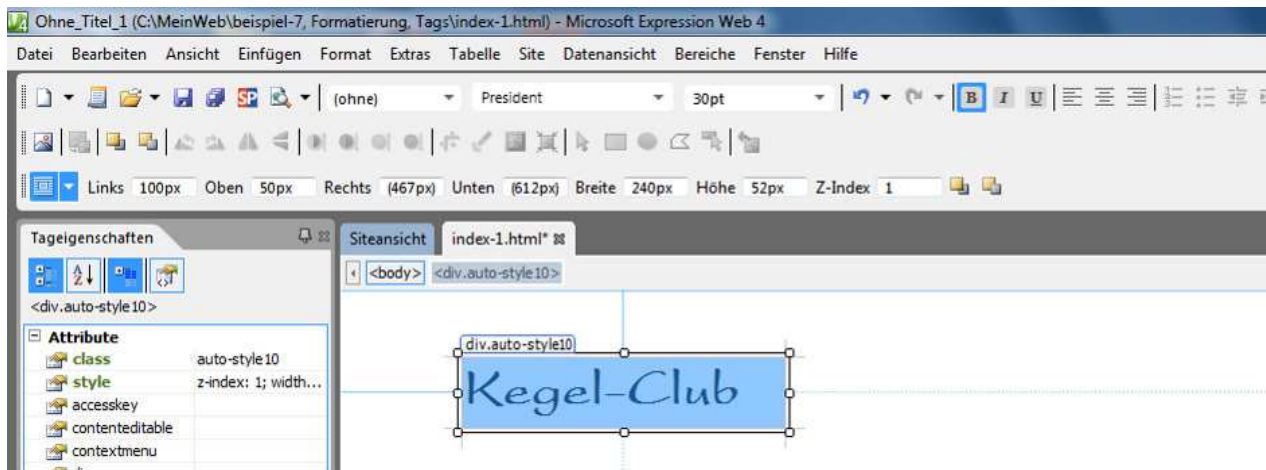 Ohne_Titel_1 (C:\MeinWeb\beispiel-7, Formatierung, Tags\index-1.html) - Microsoft Expression Web 4
Datei Bearbeiten Ansicht Einfügen Format Extras Tabelle Site Datenansicht Bereiche Fenster Hilfe
(ohne) President 30pt B I U
Links 100px Oben 50px Rechts (467px) Unten (612px) Breite 240px Höhe 52px Z-Index 1
Tageigenschaften Siteansicht index-1.html*
<body> <div.auto-style10>
<div.auto-style10>
Attribute
class auto-style10
style z-index: 1; width...
accesskey
contenteditable
contextmenu
div.auto-style10
Kegel-Club